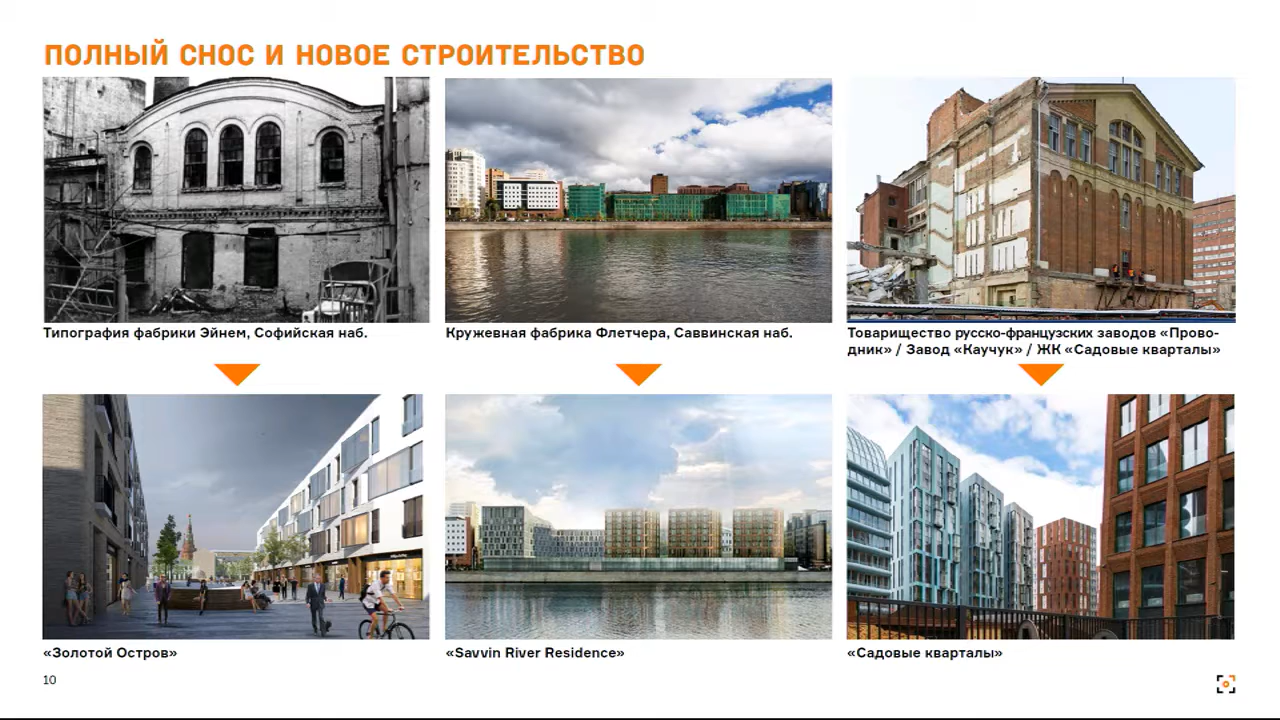 ПОЛНЫЙ СНОС И НОВОЕ СТРОИТЕЛЬСТВО
Типография фабрики Эйнем, Софийская наб.
Кружевная фабрика Флетчера, Саввинская наб.
Товарищество русско-французских заводов «Прово-
дник» / Завод «Каучук» / ЖК «Садовые кварталы»
«Золотой Остров»
«Savvin River Residence»
«Садовые кварталы»
10